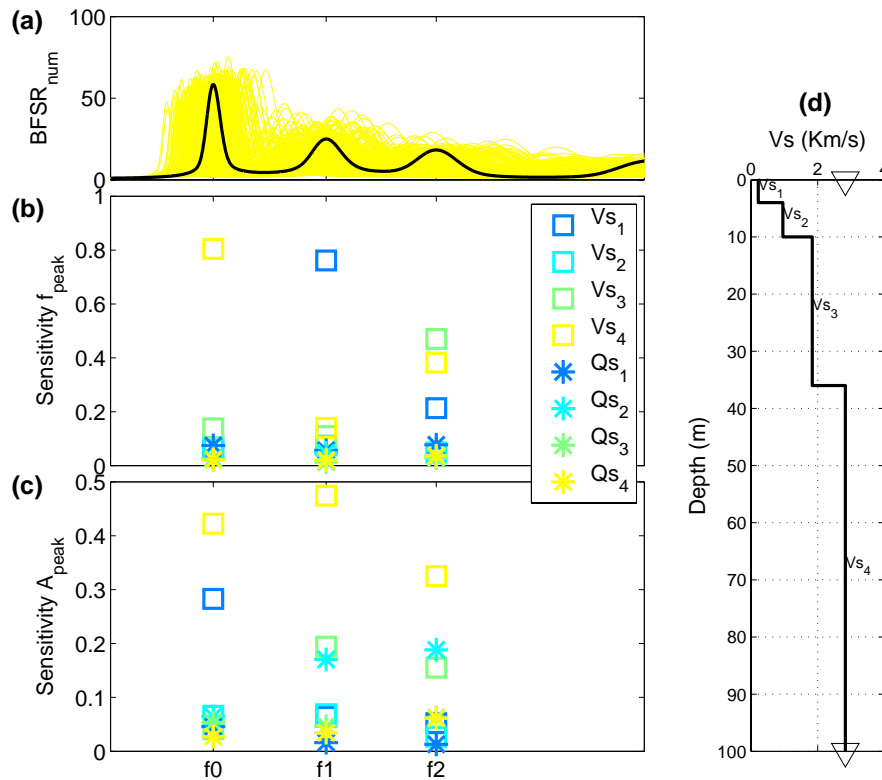 (a)
100
50
0
BFSR_num
(b)
1
0.8
0.6
0.4
0.2
0
Sensitivity f_peak
Vs_1
Vs_2
Vs_3
Vs_4
Qs_1
Qs_2
Qs_3
Qs_4
(c)
0.5
0.4
0.3
0.2
0.1
0
Sensitivity A_peak
f0 f1 f2
(d)
Vs (Km/s)
0 2 4
0
10
20
30
40
50
60
70
80
90
100
Depth (m)
Vs_1
Vs_2
Vs_3
Vs_4